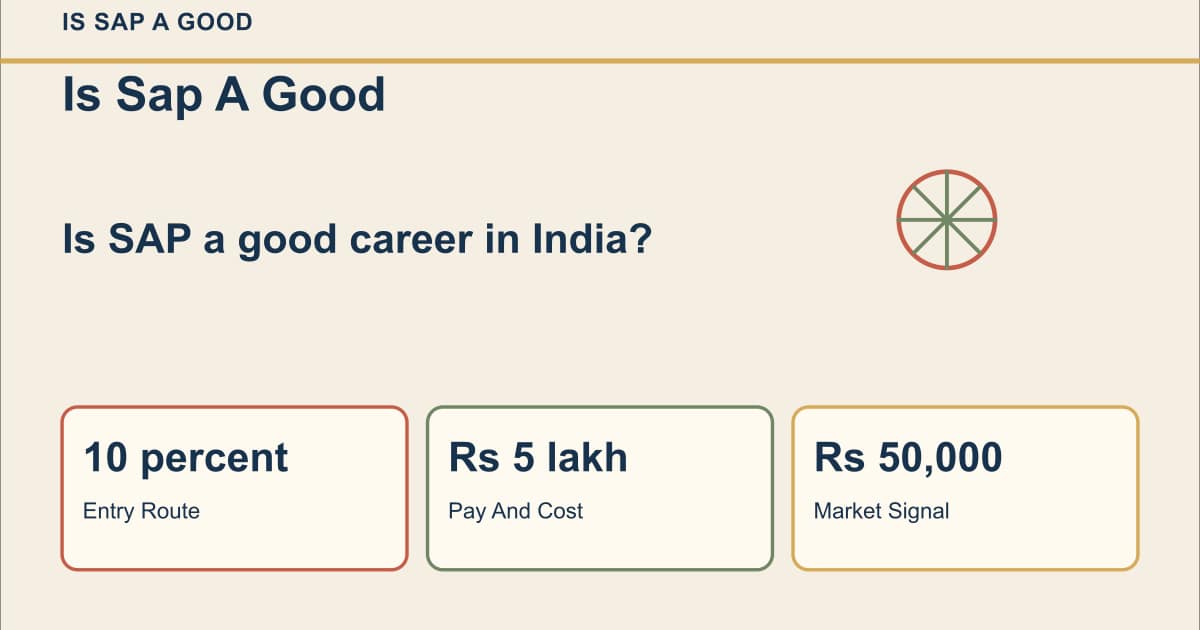 IS SAP A GOOD
Is Sap A Good
Is SAP a good career in India?
10 percent
Entry Route
Rs 5 lakh
Pay And Cost
Rs 50,000
Market Signal